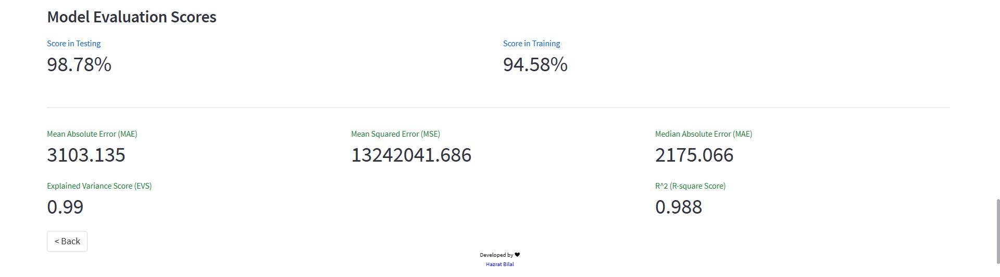 Model Evaluation Scores
Score in Testing
Score in Training
98.78%
94.58%
Mean Absolute Error (MAE)
Mean Squared Error (MSE)
Median Absolute Error (MAE)
3103.135
13242041.686
2175.066
Explained Variance Score (EVS)
R^2 (R-square Score)
0.99
0.988
< Back
Developed by ♥
Hazrat Bilal